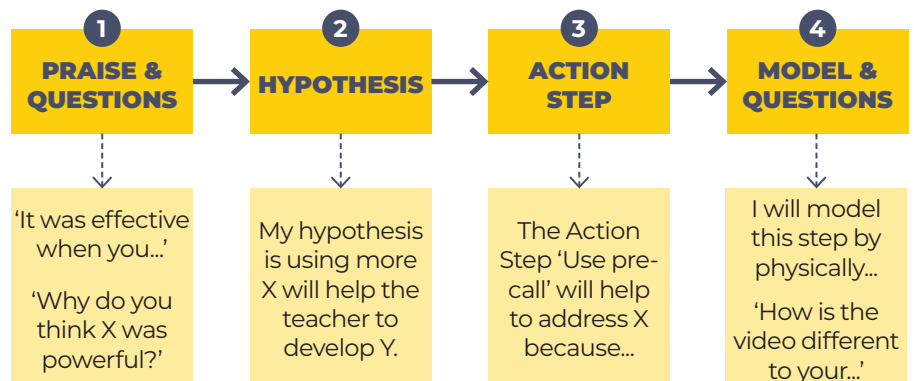 1
PRAISE &
QUESTIONS
2
HYPOTHESIS
3
ACTION
STEP
4
MODEL &
QUESTIONS
‘It was effective
when you...’
‘Why do you
think X was
powerful?’
My hypothesis
is using more
X will help the
teacher to
develop Y.
The Action
Step ‘Use pre-
call’ will help
to address X
because...
I will model
this step by
physically...
‘How is the
video different
to your...’